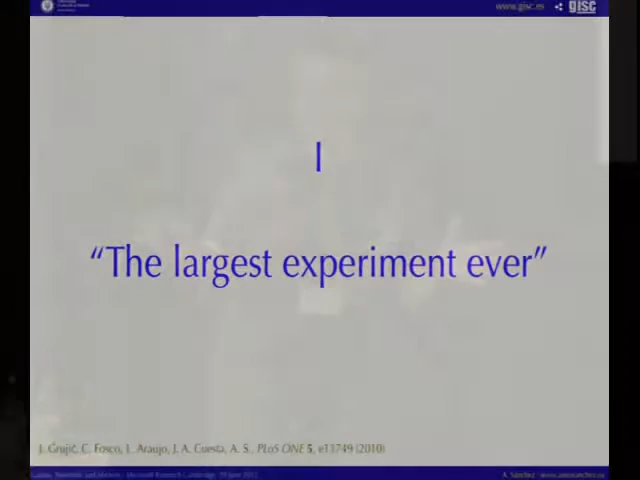 www.gisc.es gisc
I
“The largest experiment ever”
J. Grujić, C. Fosco, L. Araujo, J. A. Cuesta, A. S., PLoS ONE 5, e13749 (2010)